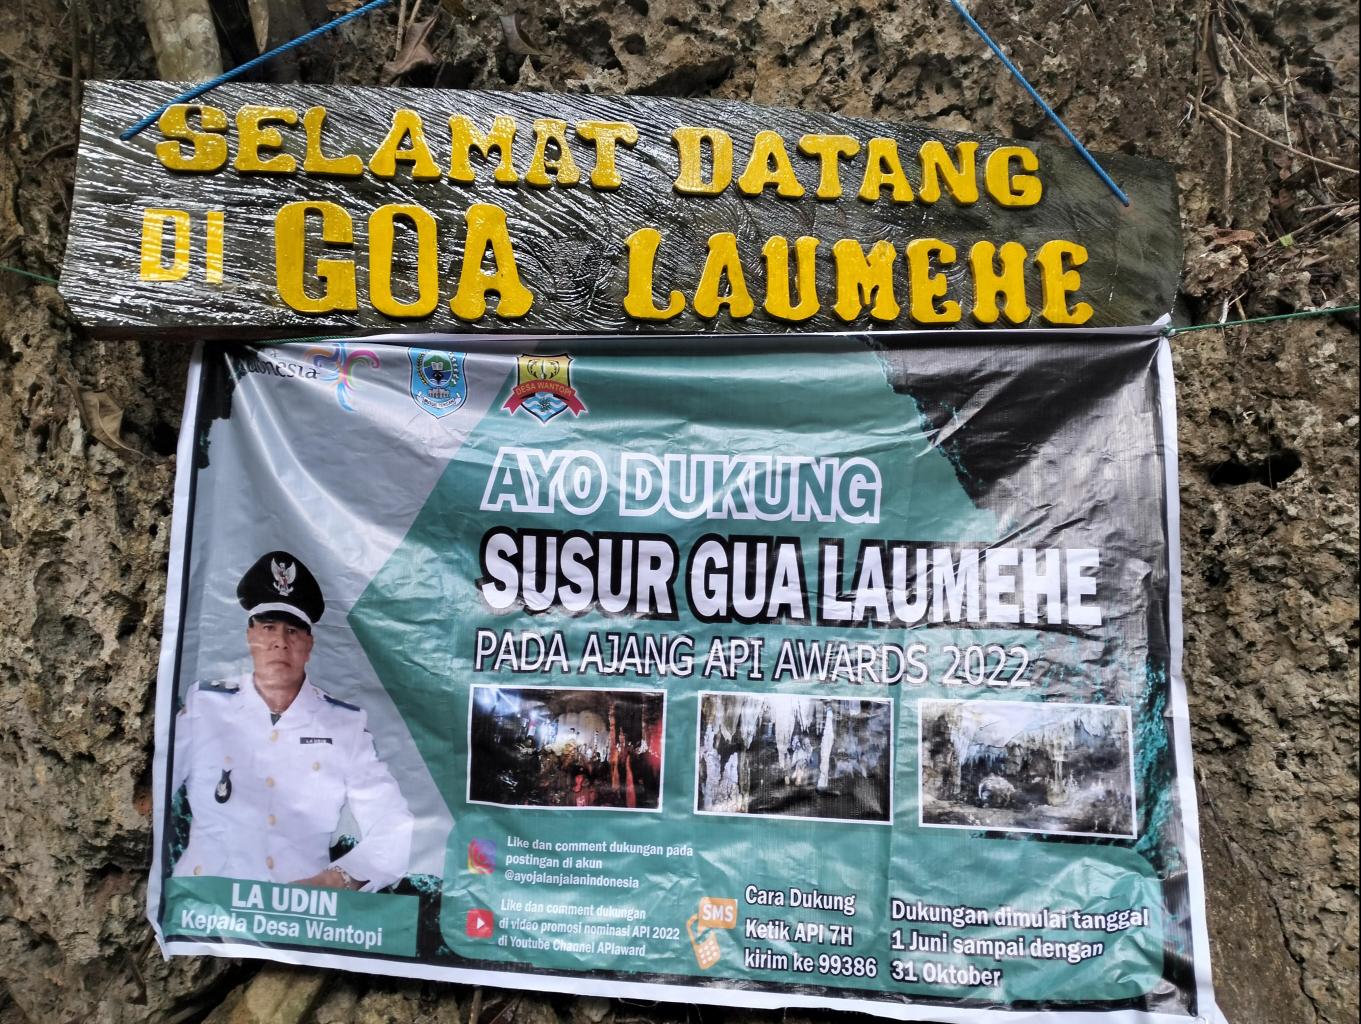 SELAMAT DATANG
DI GOA LAUMEHE
DESA WANTOPI
AYO DUKUNG
SUSUR GUA LAUMEHE
PADA AJANG API AWARDS 2022
LA UDIN
LA UDIN
Kepala Desa Wantopi
Like dan comment dukungan pada
postingan di akun
@ayojalanjalanindonesia
Like dan comment dukungan
di video promosi nominasi API 2022
di Youtube Channel APIaward
SMS
Cara Dukung
Ketik API 7H
kirim ke 99386
Dukungan dimulai tanggal
1 Juni sampai dengan
31 Oktober